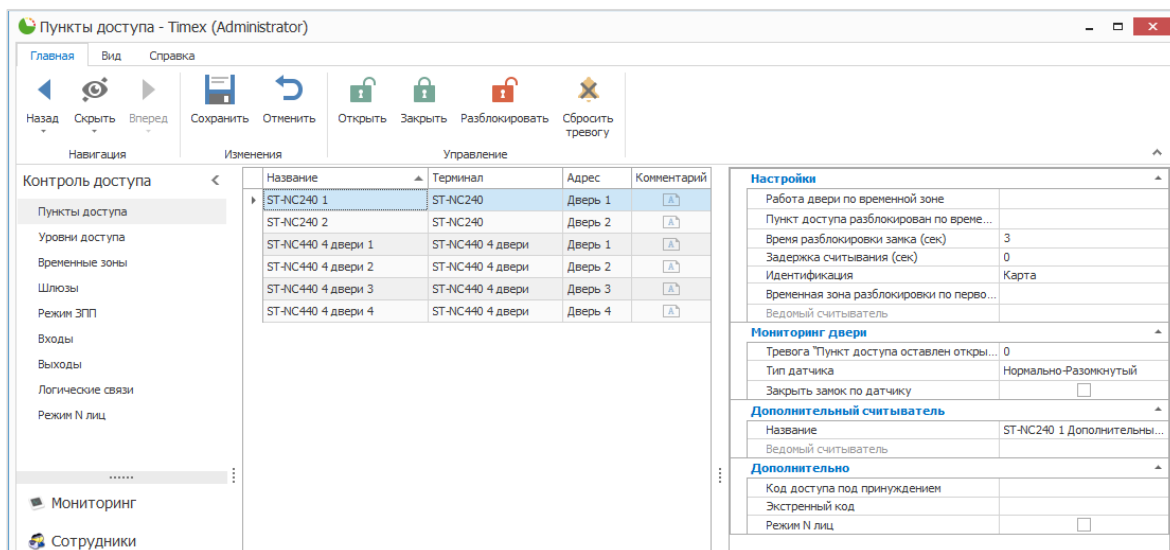 Пункты доступа - Timex (Administrator)
Главная Вид Справка
Назад Скрыть Вперед Сохранить Отменить Открыть Закрыть Разблокировать Сбросить тревогу
Навигация Изменения Управление
Контроль доступа
Пункты доступа
Уровни доступа
Временные зоны
Шлюзы
Режим ЗПП
Входы
Выходы
Логические связи
Режим N лиц
Мониторинг
Сотрудники
Название Терминал Адрес Комментарий
ST-NC240 1 ST-NC240 Дверь 1
ST-NC240 2 ST-NC240 Дверь 2
ST-NC440 4 двери 1 ST-NC440 4 двери Дверь 1
ST-NC440 4 двери 2 ST-NC440 4 двери Дверь 2
ST-NC440 4 двери 3 ST-NC440 4 двери Дверь 3
ST-NC440 4 двери 4 ST-NC440 4 двери Дверь 4
Настройки
Работа двери по временной зоне
Пункт доступа разблокирован по време...
Время разблокировки замка (сек) 3
Задержка считывания (сек) 0
Идентификация Карта
Временная зона разблокировки по перво...
Ведомый считыватель
Мониторинг двери
Тревога "Пункт доступа оставлен откры... 0
Тип датчика Нормально-Разомкнутый
Закрыть замок по датчику
Дополнительный считыватель
Название ST-NC240 1 Дополнительны...
Ведомый считыватель
Дополнительно
Код доступа под принуждением
Экстренный код
Режим N лиц